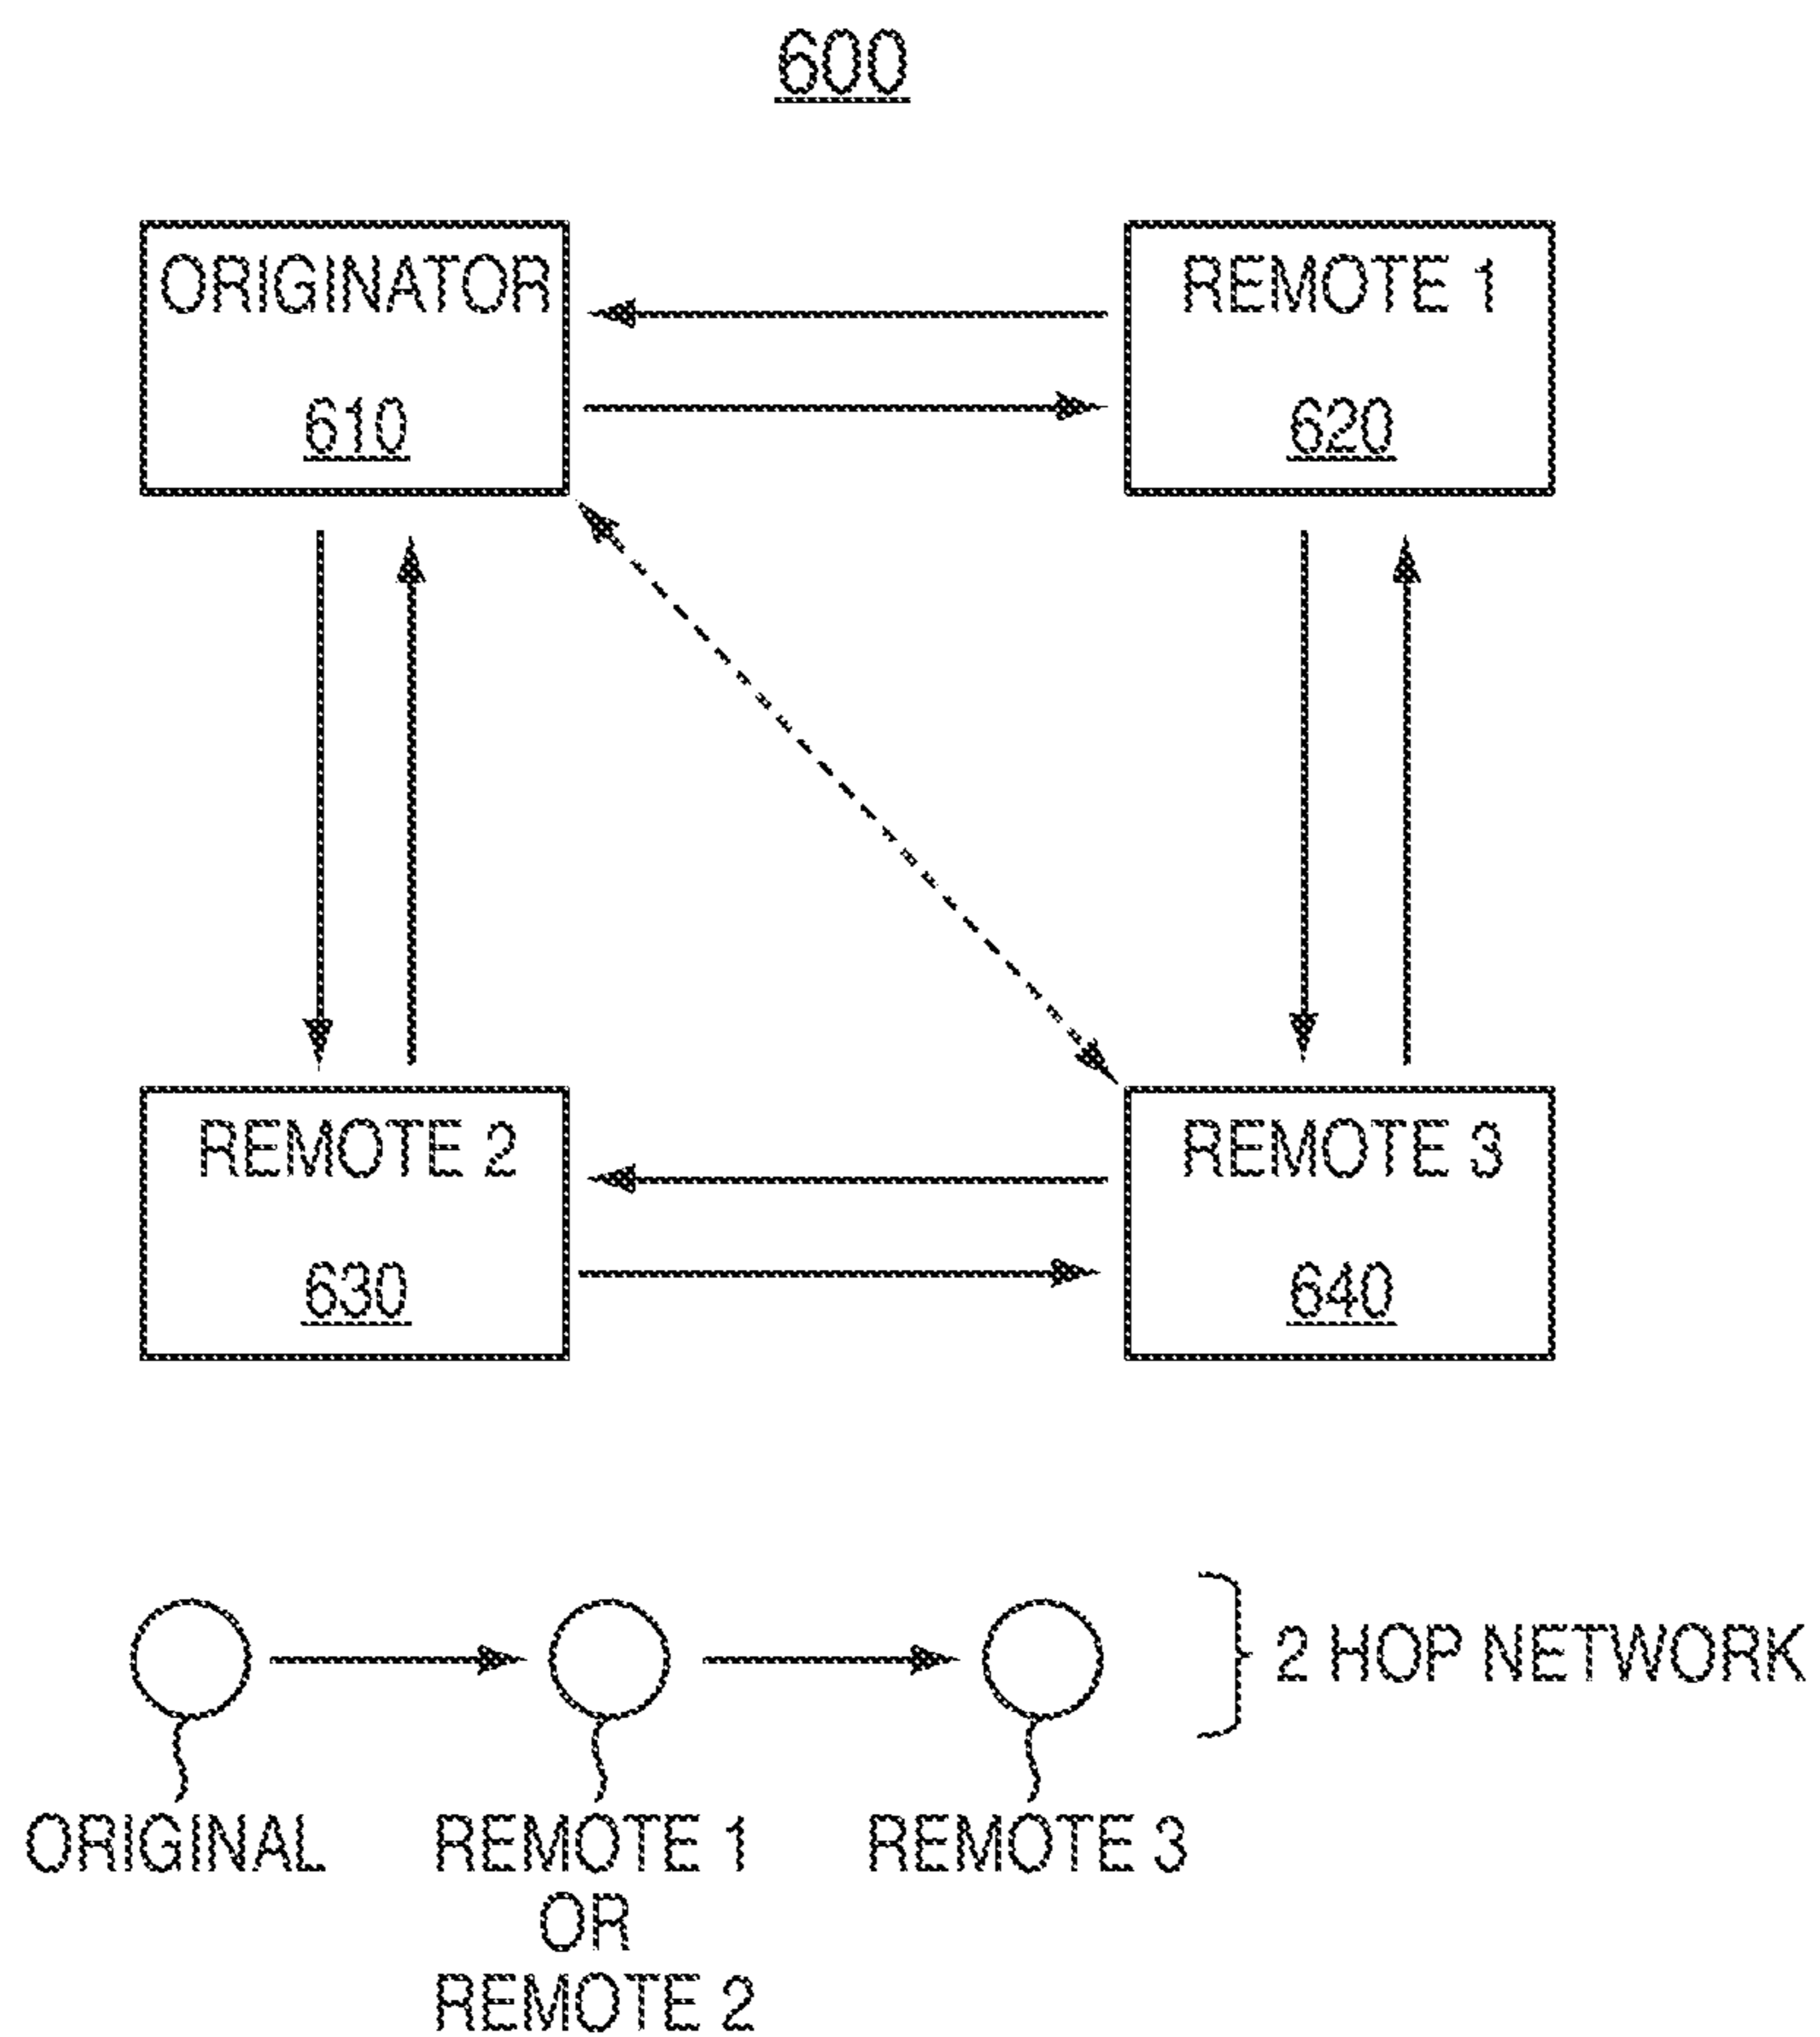 600
ORIGINATOR
610
REMOTE 1
620
REMOTE 2
630
REMOTE 3
640
2 HOP NETWORK
ORIGINAL
REMOTE 1
OR
REMOTE 2
REMOTE 3